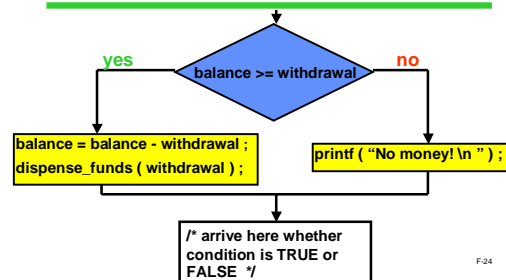 yes
no
balance >= withdrawal
balance = balance - withdrawal ;
dispense_funds ( withdrawal ) ;
printf ( “No money! \n ” ) ;
/* arrive here whether
condition is TRUE or
FALSE */
F-24